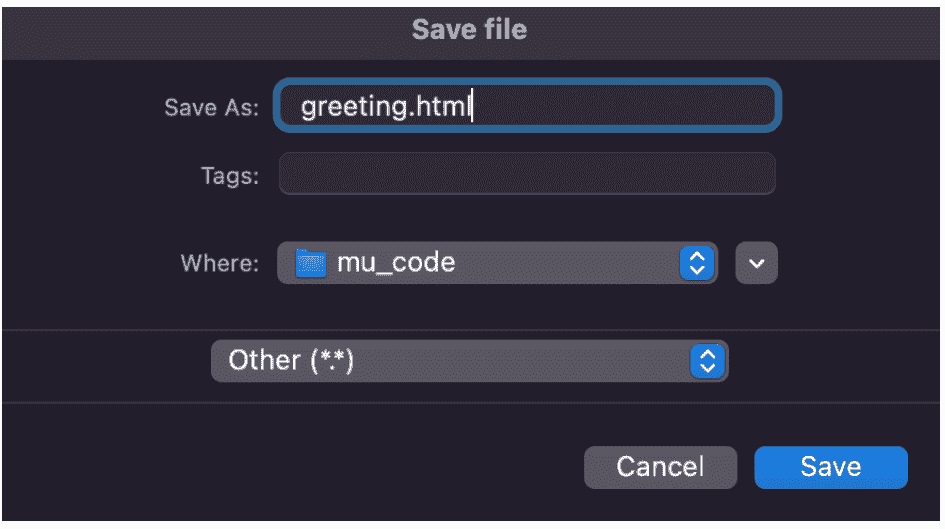 Save file
Save As: greeting.html
Tags:
Where: mu_code
Other (*.*)
Cancel Save